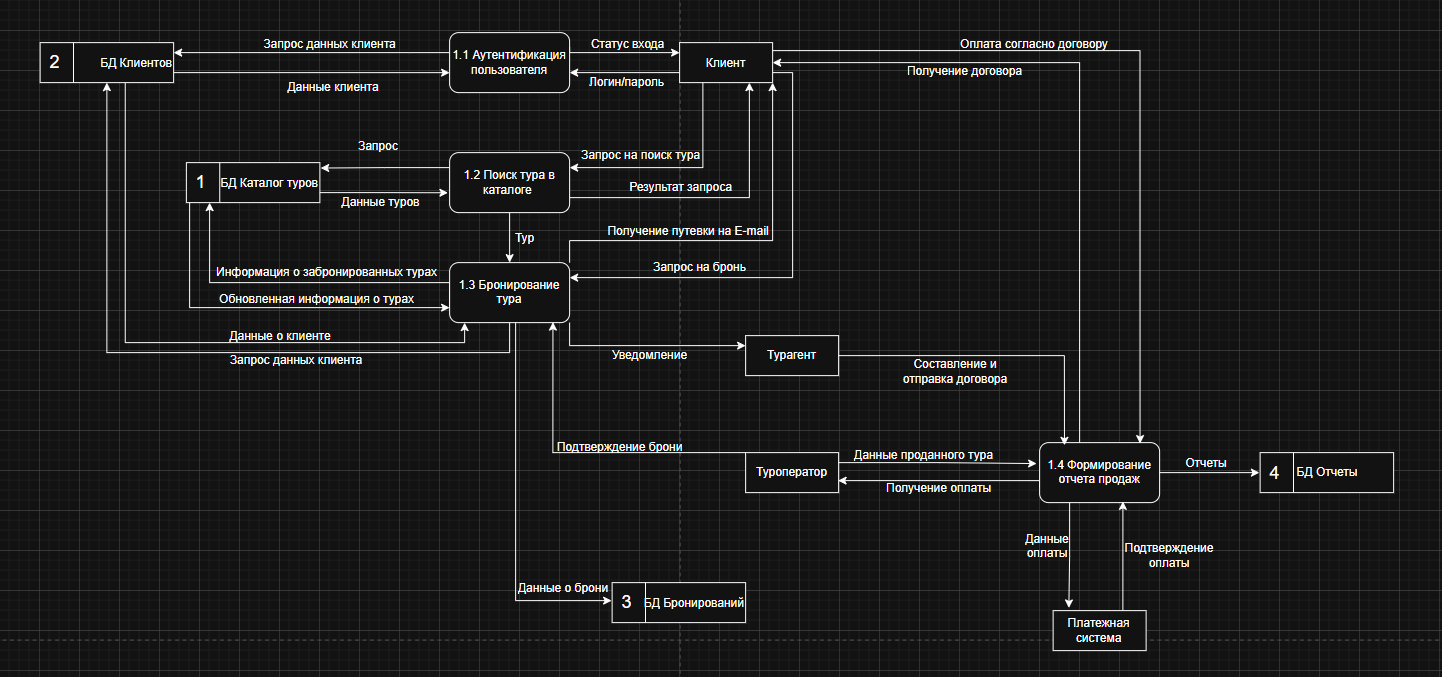 Запрос данных клиента
Статус входа
Оплата согласно договору
2
БД Клиентов
1.1 Аутентификация
пользователя
Клиент
Получение договора
Данные клиента
Логин/пароль
Запрос
Запрос на поиск тура
1
БД Каталог туров
1.2 Поиск тура в
каталоге
Результат запроса
Данные туров
Тур
Получение путевки на E-mail
Информация о забронированных турах
Запрос на бронь
1.3 Бронирование
тура
Обновленная информация о турах
Данные о клиенте
Запрос данных клиента
Уведомление
Турагент
Составление и
отправка договора
Подтверждение брони
Данные проданного тура
Туроператор
Получение оплаты
1.4 Формирование
отчета продаж
Отчеты
4
БД Отчеты
Данные
оплаты
Подтверждение
оплаты
Данные о брони
3
БД Бронирований
Платежная
система